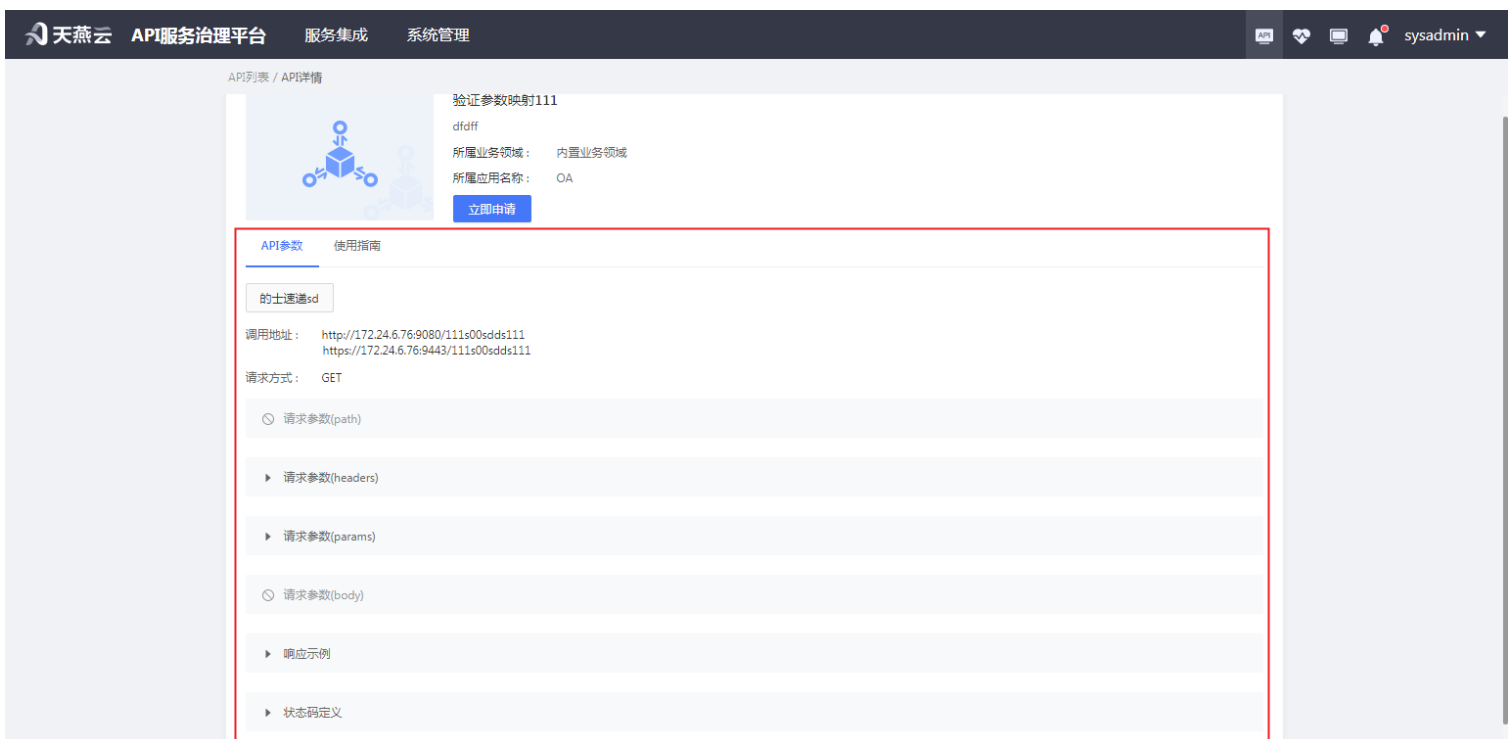 天燕云 API服务治理平台 服务集成 系统管理 API sysadmin
API列表 / API详情
验证参数映射111
dfdff
所属业务领域： 内置业务领域
所属应用名称： OA
立即申请
API参数 使用指南
的士速递sd
调用地址： http://172.24.6.76:9080/111s00sdds111
https://172.24.6.76:9443/111s00sdds111
请求方式： GET
请求参数(path)
请求参数(headers)
请求参数(params)
请求参数(body)
响应示例
状态码定义